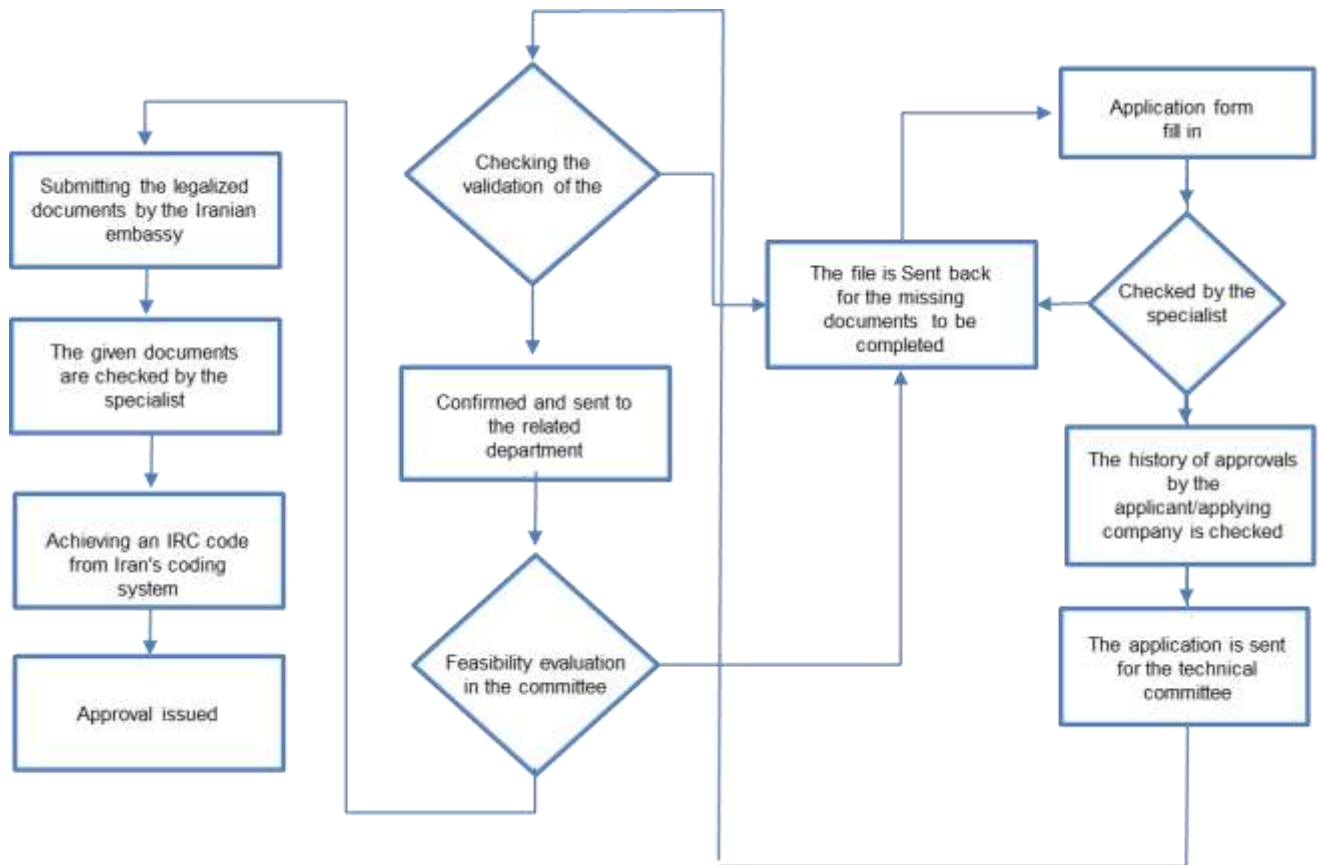 Application form
fill in
Checking the
validation of the
Submitting the legalized
documents by the Iranian
embassy
The file is Sent back
for the missing
documents to be
completed
Checked by the
specialist
The given documents
are checked by the
specialist
Confirmed and sent to
the related
department
The history of approvals
by the
applicant/applying
company is checked
Achieving an IRC code
from Iran's coding
system
Feasibility evaluation
in the committee
The application is sent
for the technical
committee
Approval issued